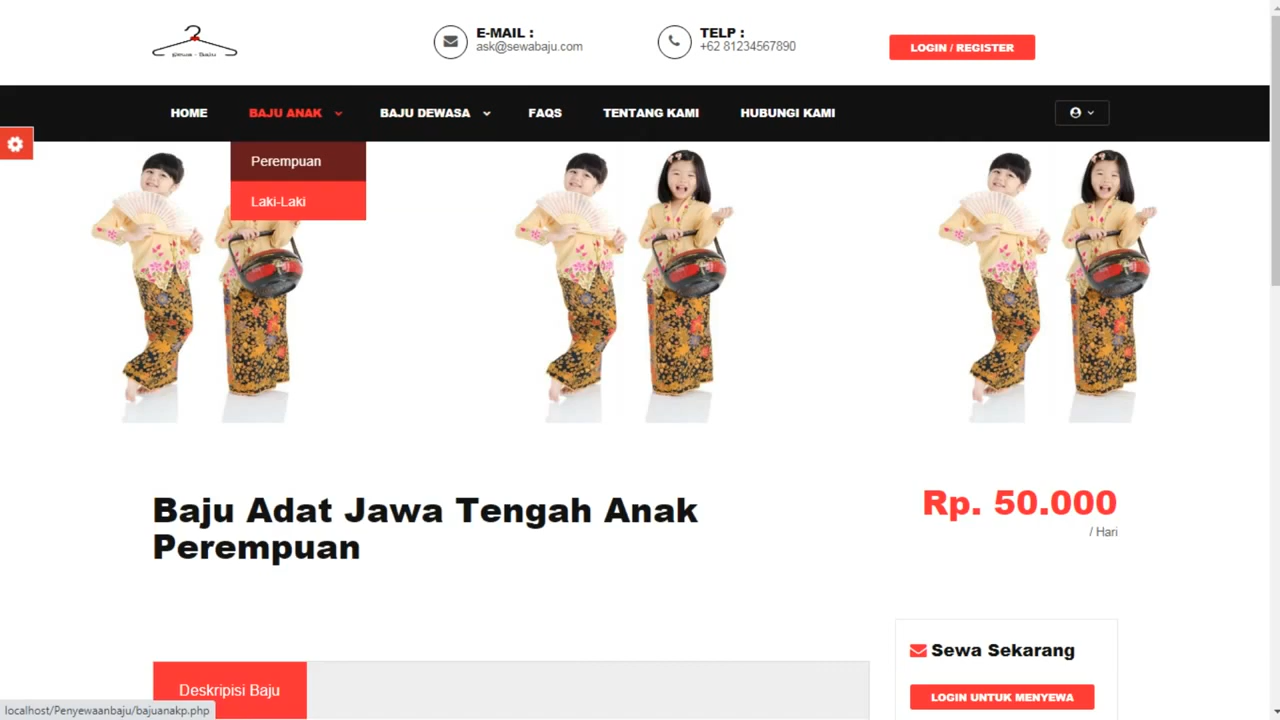 Sewa - Baju
E-MAIL :
ask@sewabaju.com
TELP :
+62 81234567890
LOGIN / REGISTER
HOME
BAJU ANAK
BAJU DEWASA
FAQS
TENTANG KAMI
HUBUNGI KAMI
Perempuan
Laki-Laki
Baju Adat Jawa Tengah Anak
Perempuan
Rp. 50.000
/ Hari
Sewa Sekarang
LOGIN UNTUK MENYEWA
Deskripisi Baju
localhost/Penyewaanbaju/bajuanakp.php